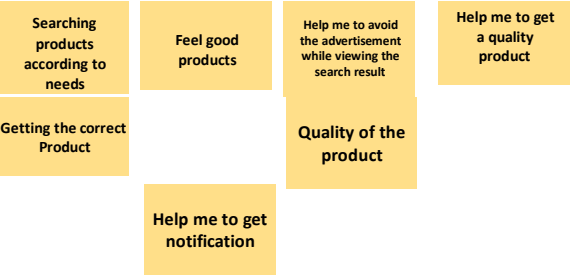 Searching
products
according to
needs
Feel good
products
Help me to avoid
the advertisement
while viewing the
search result
Help me to get
a quality
product
Getting the correct
Product
Quality of the
product
Help me to get
notification